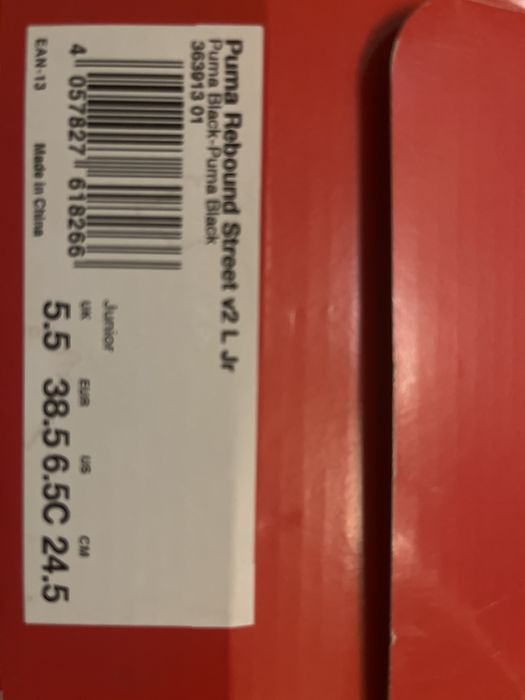 Puma Rebound Street v2 L Jr
Puma Black-Puma Black
363913 01
4 057827 618266
EAN-13 Made in China
Junior
UK EUR US CM
5.5 38.5 6.5C 24.5